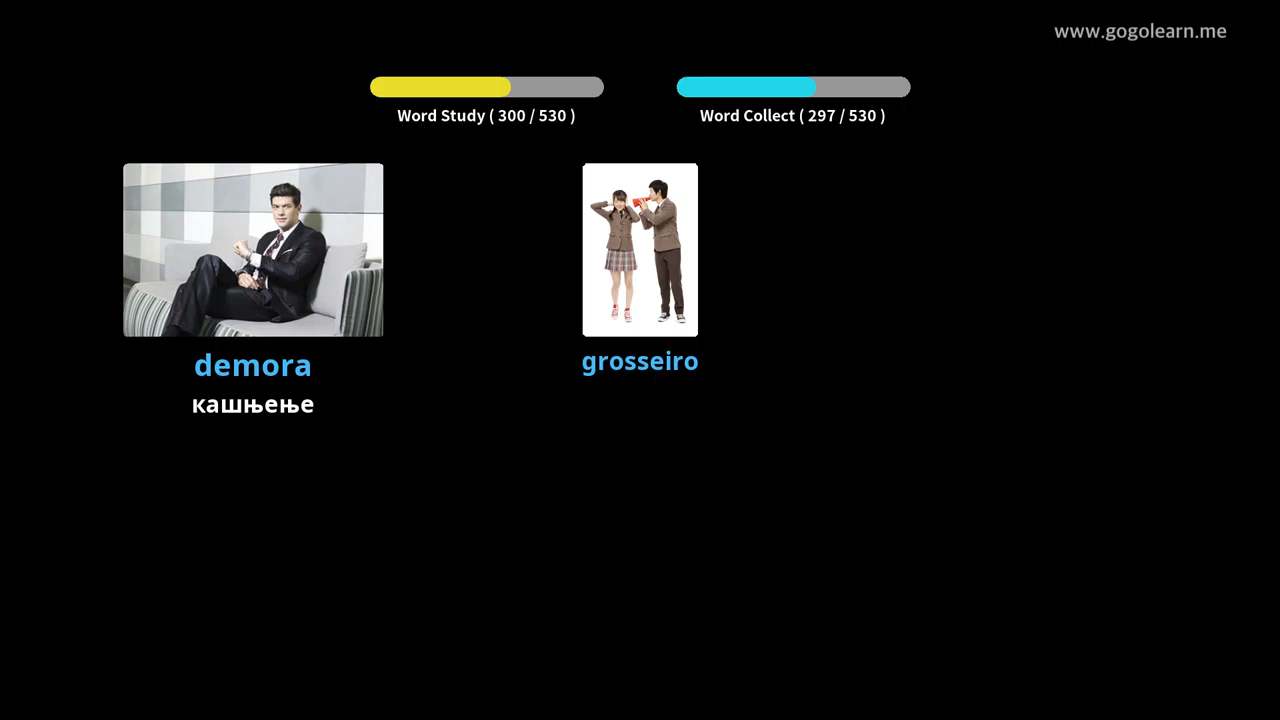 www.gogolearn.me
Word Study ( 300 / 530 )
Word Collect ( 297 / 530 )
demora
кашњење
grosseiro